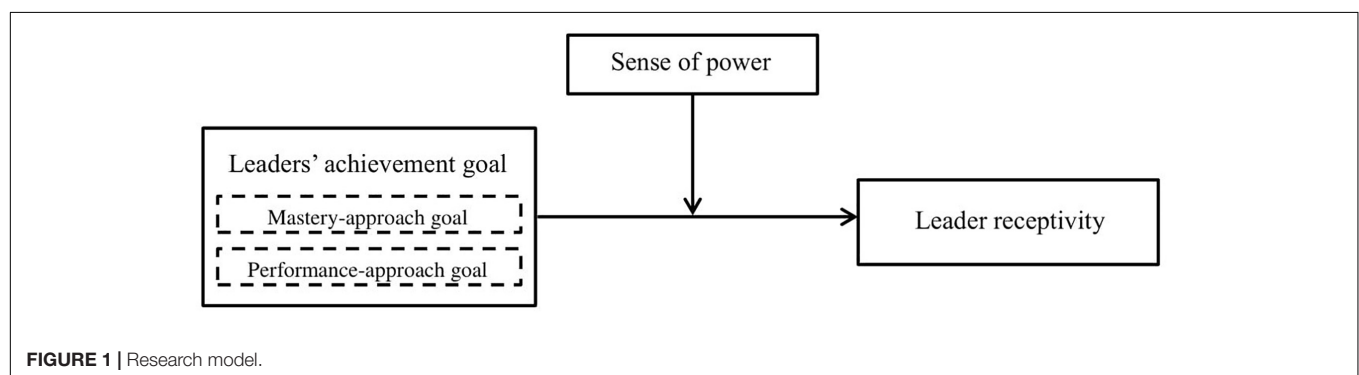 Sense of power
Leaders’ achievement goal
Mastery-approach goal
Performance-approach goal
Leader receptivity
FIGURE 1 | Research model.